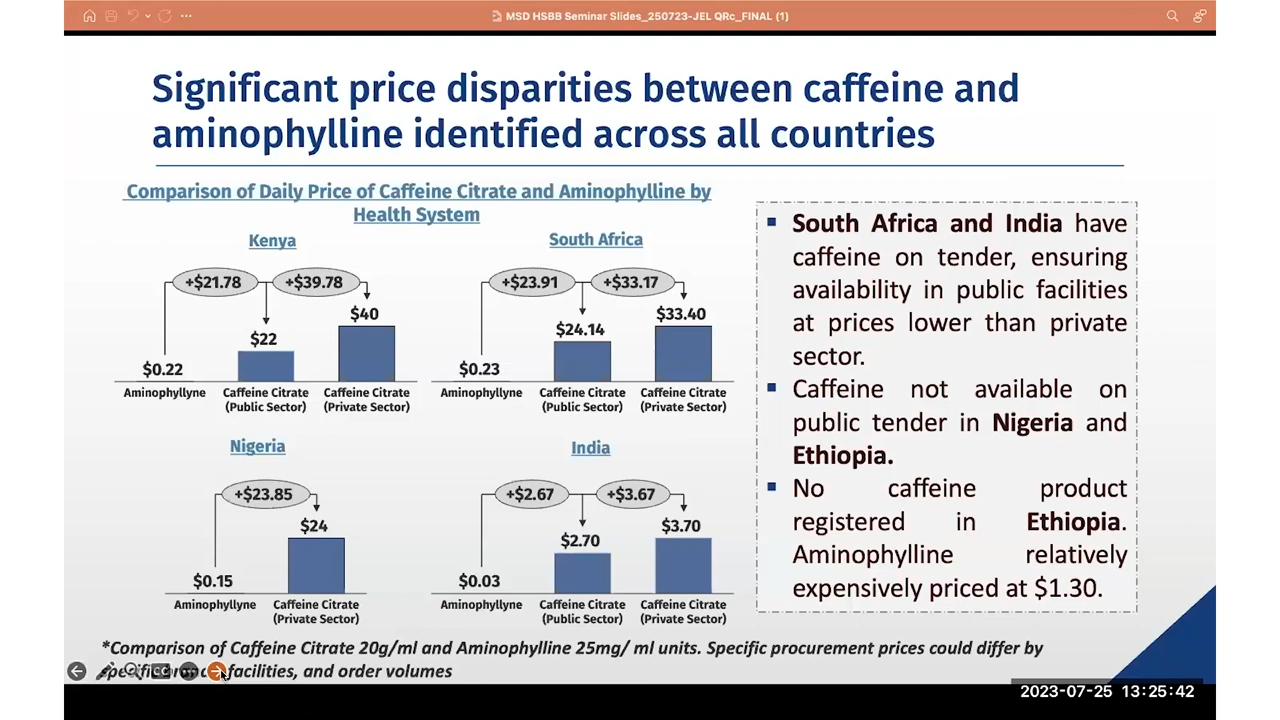 MSD HSBB Seminar Slides_250723-JEL QRc_FINAL (1)
Significant price disparities between caffeine and
aminophylline identified across all countries
Comparison of Daily Price of Caffeine Citrate and Aminophylline by
Health System
Kenya
+$21.78
+$39.78
$0.22
$22
$40
Aminophyllyne
Caffeine Citrate
(Public Sector)
Caffeine Citrate
(Private Sector)
South Africa
+$23.91
+$33.17
$0.23
$24.14
$33.40
Aminophyllyne
Caffeine Citrate
(Public Sector)
Caffeine Citrate
(Private Sector)
Nigeria
+$23.85
$0.15
$24
Aminophyllyne
Caffeine Citrate
(Private Sector)
India
+$2.67
+$3.67
$0.03
$2.70
$3.70
Aminophyllyne
Caffeine Citrate
(Public Sector)
Caffeine Citrate
(Private Sector)
South Africa and India have
caffeine on tender, ensuring
availability in public facilities
at prices lower than private
sector.
Caffeine not available on
public tender in Nigeria and
Ethiopia.
No caffeine product
registered in Ethiopia.
Aminophylline relatively
expensively priced at $1.30.
*Comparison of Caffeine Citrate 20g/ml and Aminophylline 25mg/ ml units. Specific procurement prices could differ by
facilities, and order volumes
2023-07-25 13:25:42